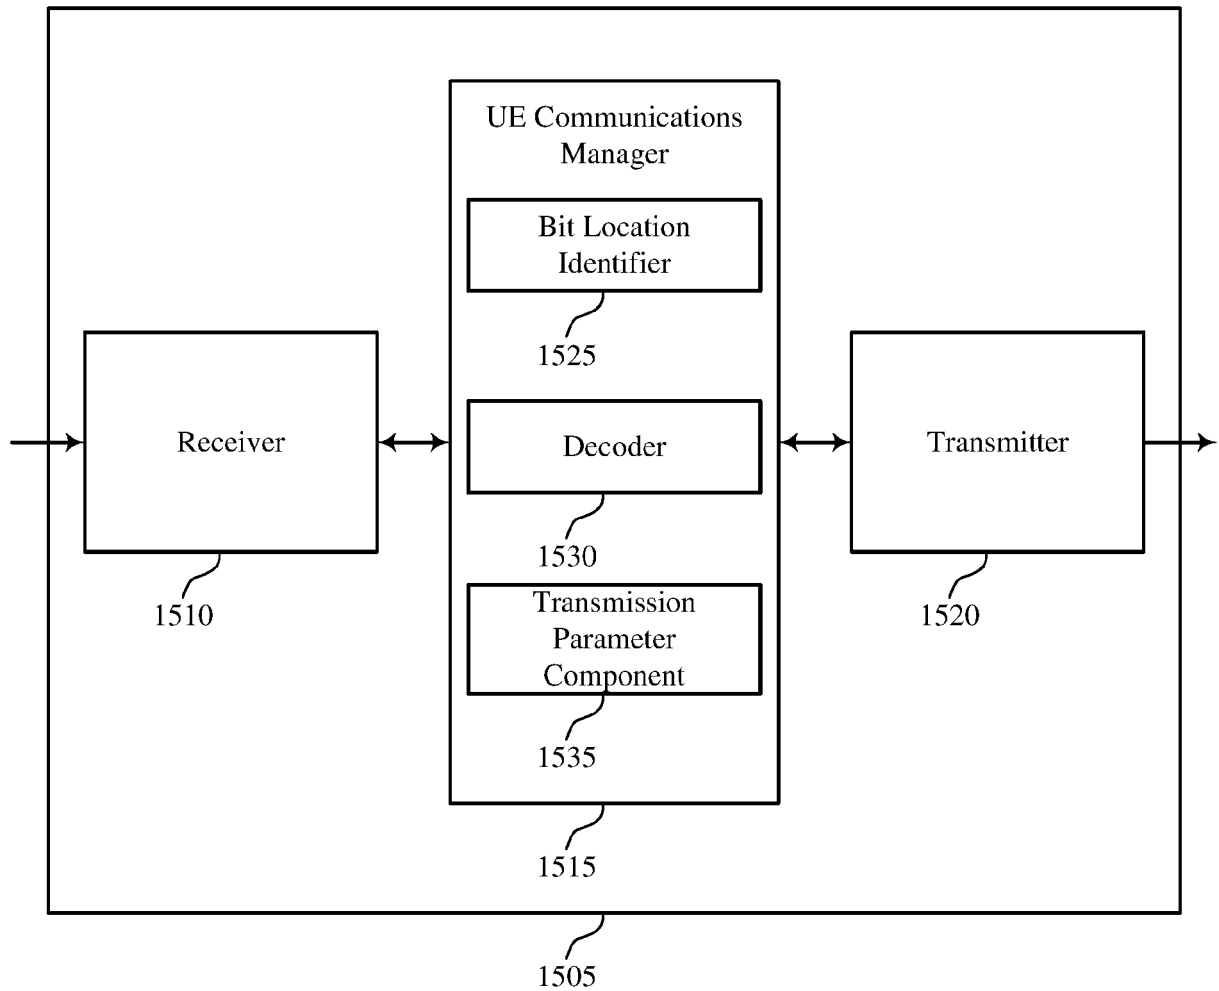 UE Communications
Manager
Bit Location
Identifier
1525
Receiver
1510
Decoder
1530
Transmitter
1520
Transmission
Parameter
Component
1535
1515
1505